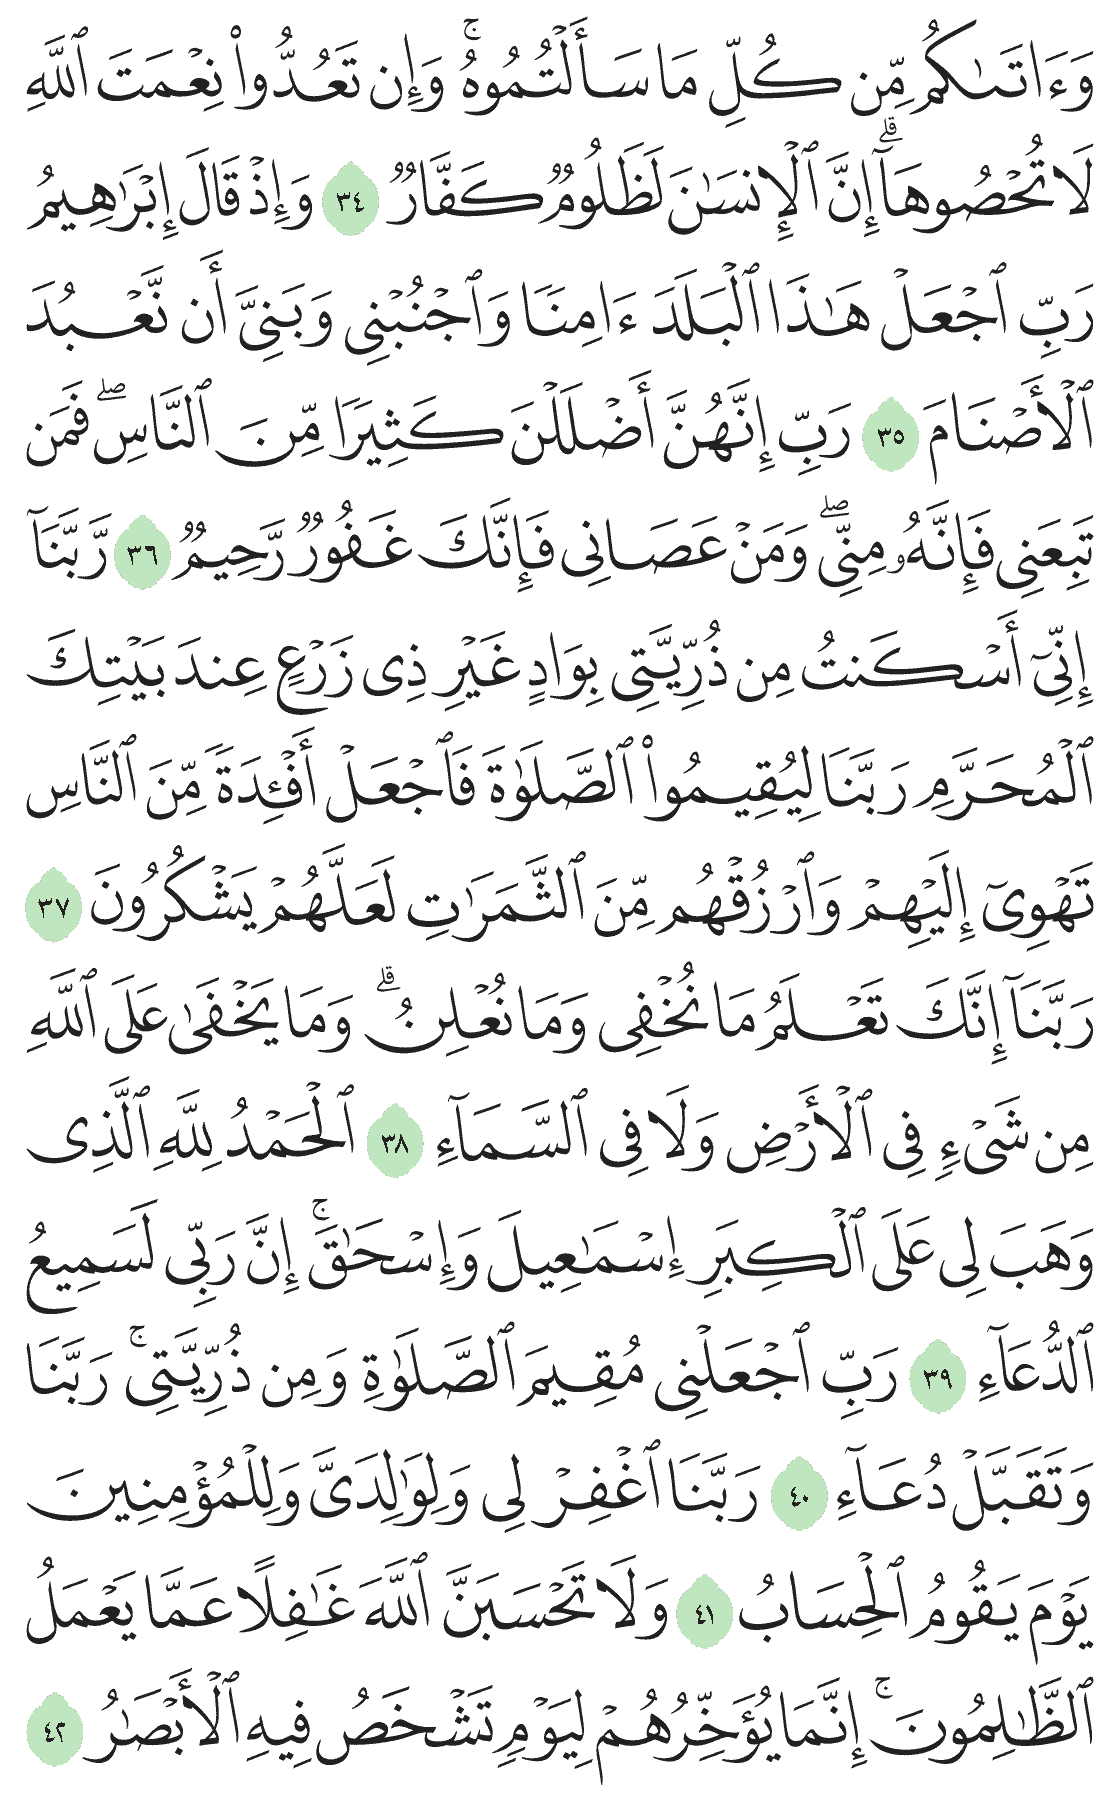 وَءَاتَىٰكُم مِّن كُلِّ مَا سَأَلْتُمُوهُ ۚ وَإِن تَعُدُّوا۟ نِعْمَتَ ٱللَّهِ
لَا تُحْصُوهَآ ۗ إِنَّ ٱلْإِنسَـٰنَ لَظَلُومٌ كَفَّارٌ ٣٤ وَإِذْ قَالَ إِبْرَٰهِيمُ
رَبِّ ٱجْعَلْ هَـٰذَا ٱلْبَلَدَ ءَامِنًا وَٱجْنُبْنِى وَبَنِىَّ أَن نَّعْبُدَ
ٱلْأَصْنَامَ ٣٥ رَبِّ إِنَّهُنَّ أَضْلَلْنَ كَثِيرًا مِّنَ ٱلنَّاسِ ۖ فَمَن
تَبِعَنِى فَإِنَّهُۥ مِنِّى ۖ وَمَنْ عَصَانِى فَإِنَّكَ غَفُورٌ رَّحِيمٌ ٣٦ رَّبَّنَآ
إِنِّىٓ أَسْكَنتُ مِن ذُرِّيَّتِى بِوَادٍ غَيْرِ ذِى زَرْعٍ عِندَ بَيْتِكَ
ٱلْمُحَرَّمِ رَبَّنَا لِيُقِيمُوا۟ ٱلصَّلَوٰةَ فَٱجْعَلْ أَفْـِٔدَةً مِّنَ ٱلنَّاسِ
تَهْوِىٓ إِلَيْهِمْ وَٱرْزُقْهُم مِّنَ ٱلثَّمَرَٰتِ لَعَلَّهُمْ يَشْكُرُونَ ٣٧
رَبَّنَآ إِنَّكَ تَعْلَمُ مَا نُخْفِى وَمَا نُعْلِنُ ۗ وَمَا يَخْفَىٰ عَلَى ٱللَّهِ
مِن شَىْءٍ فِى ٱلْأَرْضِ وَلَا فِى ٱلسَّمَآءِ ٣٨ ٱلْحَمْدُ لِلَّهِ ٱلَّذِى
وَهَبَ لِى عَلَى ٱلْكِبَرِ إِسْمَـٰعِيلَ وَإِسْحَـٰقَ ۚ إِنَّ رَبِّى لَسَمِيعُ
ٱلدُّعَآءِ ٣٩ رَبِّ ٱجْعَلْنِى مُقِيمَ ٱلصَّلَوٰةِ وَمِن ذُرِّيَّتِى ۚ رَبَّنَا
وَتَقَبَّلْ دُعَآءِ ٤٠ رَبَّنَا ٱغْفِرْ لِى وَلِوَٰلِدَىَّ وَلِلْمُؤْمِنِينَ
يَوْمَ يَقُومُ ٱلْحِسَابُ ٤١ وَلَا تَحْسَبَنَّ ٱللَّهَ غَـٰفِلًا عَمَّا يَعْمَلُ
ٱلظَّـٰلِمُونَ ۚ إِنَّمَا يُؤَخِّرُهُمْ لِيَوْمٍ تَشْخَصُ فِيهِ ٱلْأَبْصَـٰرُ ٤٢